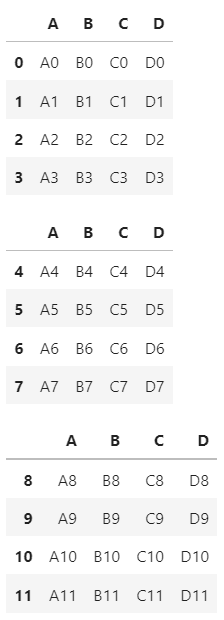 A B C D
0 A0 B0 C0 D0
1 A1 B1 C1 D1
2 A2 B2 C2 D2
3 A3 B3 C3 D3
A B C D
4 A4 B4 C4 D4
5 A5 B5 C5 D5
6 A6 B6 C6 D6
7 A7 B7 C7 D7
A B C D
8 A8 B8 C8 D8
9 A9 B9 C9 D9
10 A10 B10 C10 D10
11 A11 B11 C11 D11